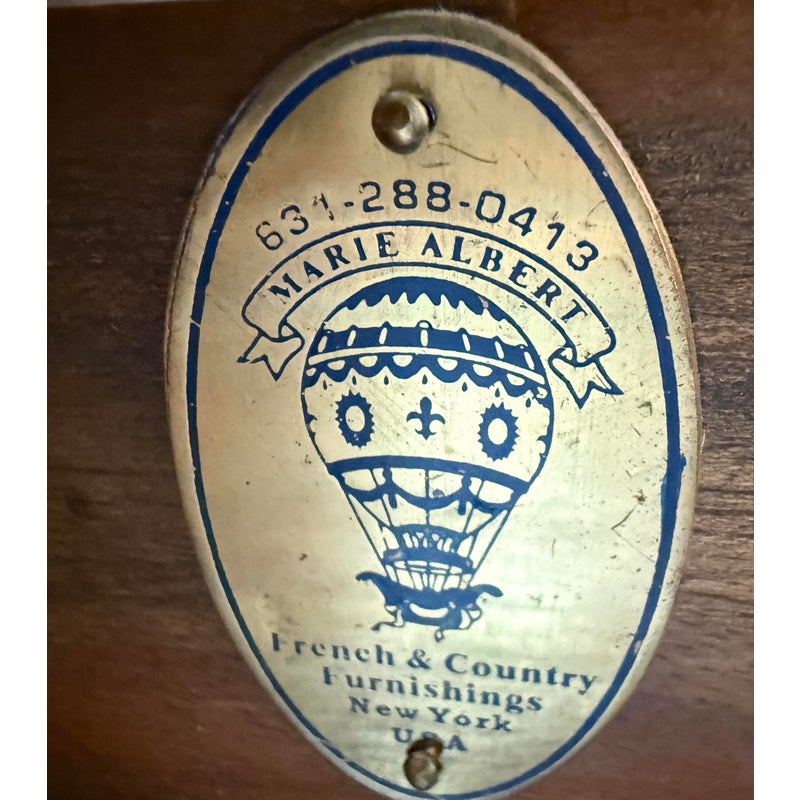 631-288-0413
MARIE ALBERT
French & Country
Furnishings
New York
USA